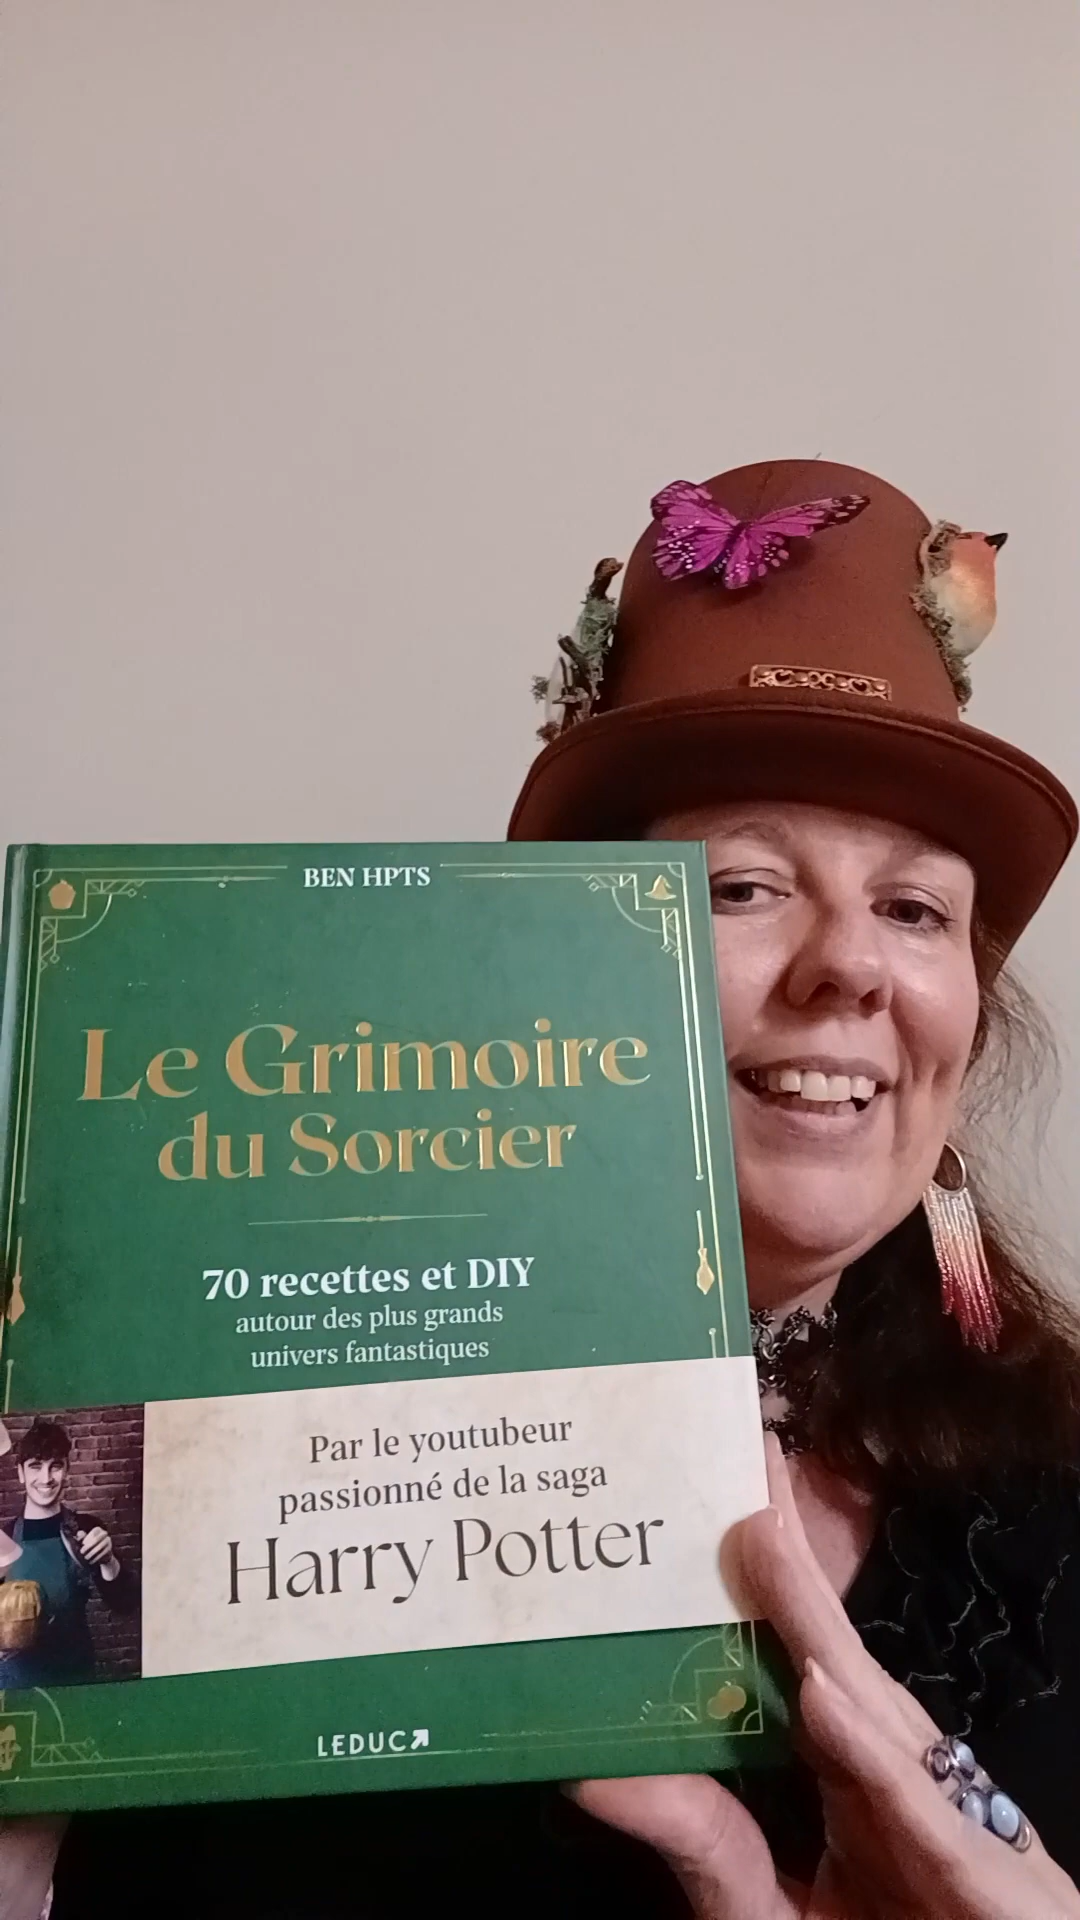 BEN HPTS
Le Grimoire
du Sorcier
70 recettes et DIY
autour des plus grands
univers fantastiques
Par le youtubeur
passionné de la saga
Harry Potter
LEDUC